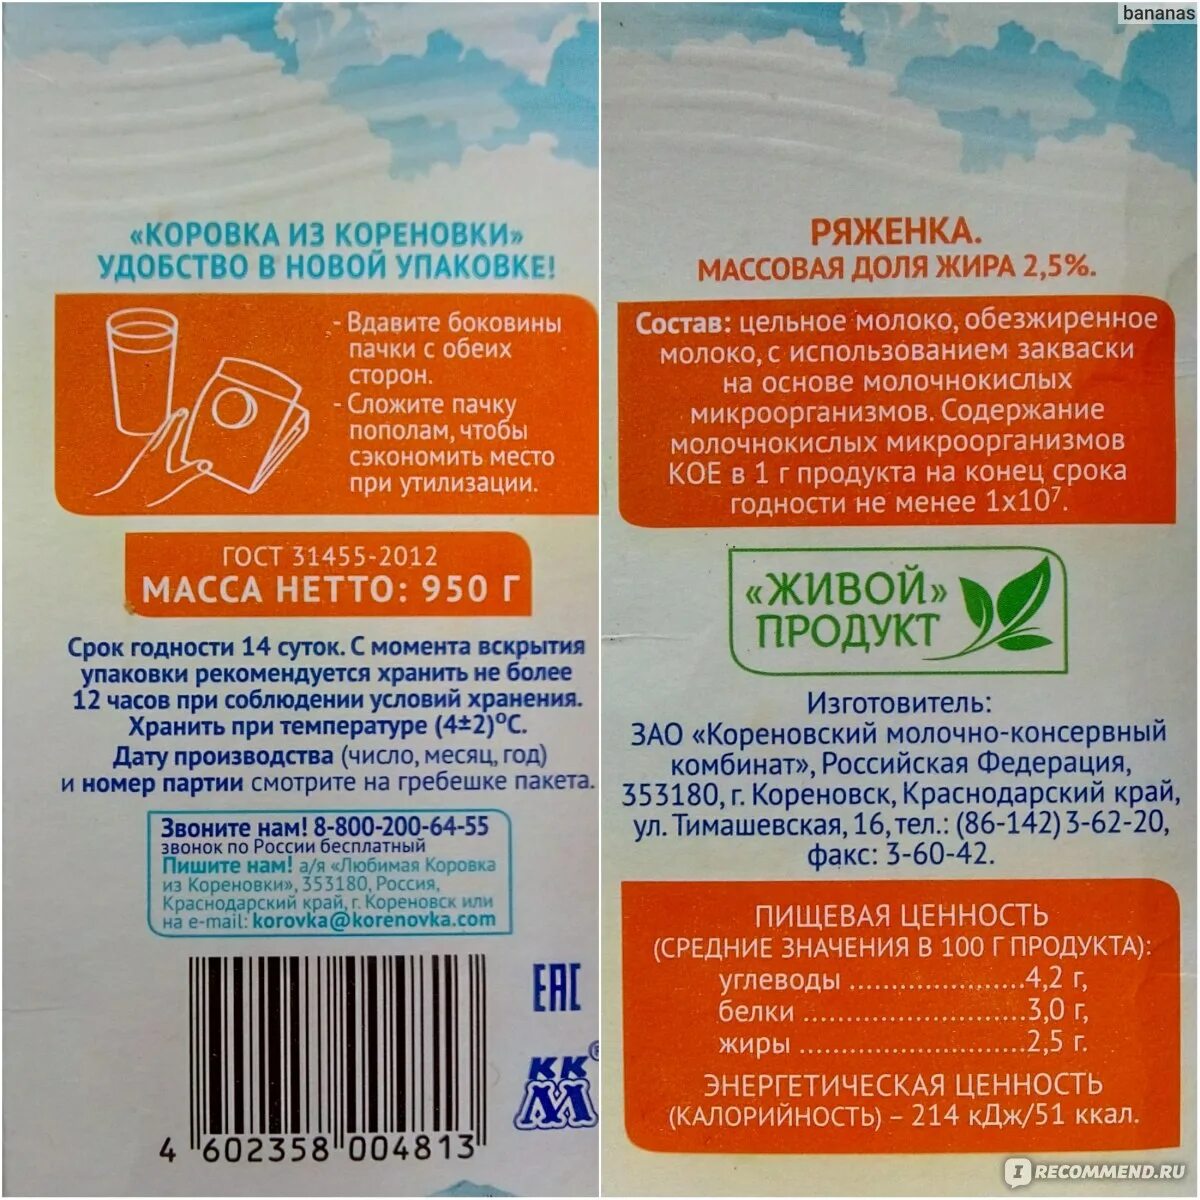 bananas
«КОРОВКА ИЗ КОРЕНОВКИ»
УДОБСТВО В НОВОЙ УПАКОВКЕ!
- Вдавите боковины
пачки с обеих
сторон.
- Сложите пачку
пополам, чтобы
сэкономить место
при утилизации.
ГОСТ 31455-2012
МАССА НЕТТО: 950 Г
Срок годности 14 суток. С момента вскрытия
упаковки рекомендуется хранить не более
12 часов при соблюдении условий хранения.
Хранить при температуре (4±2)°С.
Дату производства (число, месяц, год)
и номер партии смотрите на гребешке пакета.
Звоните нам! 8-800-200-64-55
звонок по России бесплатный
Пишите нам! а/я «Любимая Коровка
из Кореновки», 353180, Россия,
Краснодарский край, г. Кореновск или
на e-mail: korovka@korenovka.com
EAC
ККМ®
4 602358 004813
РЯЖЕНКА.
МАССОВАЯ ДОЛЯ ЖИРА 2,5%.
Состав: цельное молоко, обезжиренное
молоко, с использованием закваски
на основе молочнокислых
микроорганизмов. Содержание
молочнокислых микроорганизмов
КОЕ в 1 г продукта на конец срока
годности не менее 1х10⁷.
«ЖИВОЙ»
ПРОДУКТ
Изготовитель:
ЗАО «Кореновский молочно-консервный
комбинат», Российская Федерация,
353180, г. Кореновск, Краснодарский край,
ул. Тимашевская, 16, тел.: (86-142) 3-62-20,
факс: 3-60-42.
ПИЩЕВАЯ ЦЕННОСТЬ
(СРЕДНИЕ ЗНАЧЕНИЯ В 100 Г ПРОДУКТА):
углеводы ......................4,2 г,
белки ............................3,0 г,
жиры ............................2,5 г.
ЭНЕРГЕТИЧЕСКАЯ ЦЕННОСТЬ
(КАЛОРИЙНОСТЬ) – 214 кДж/51 ккал.
IRECOMMEND.RU